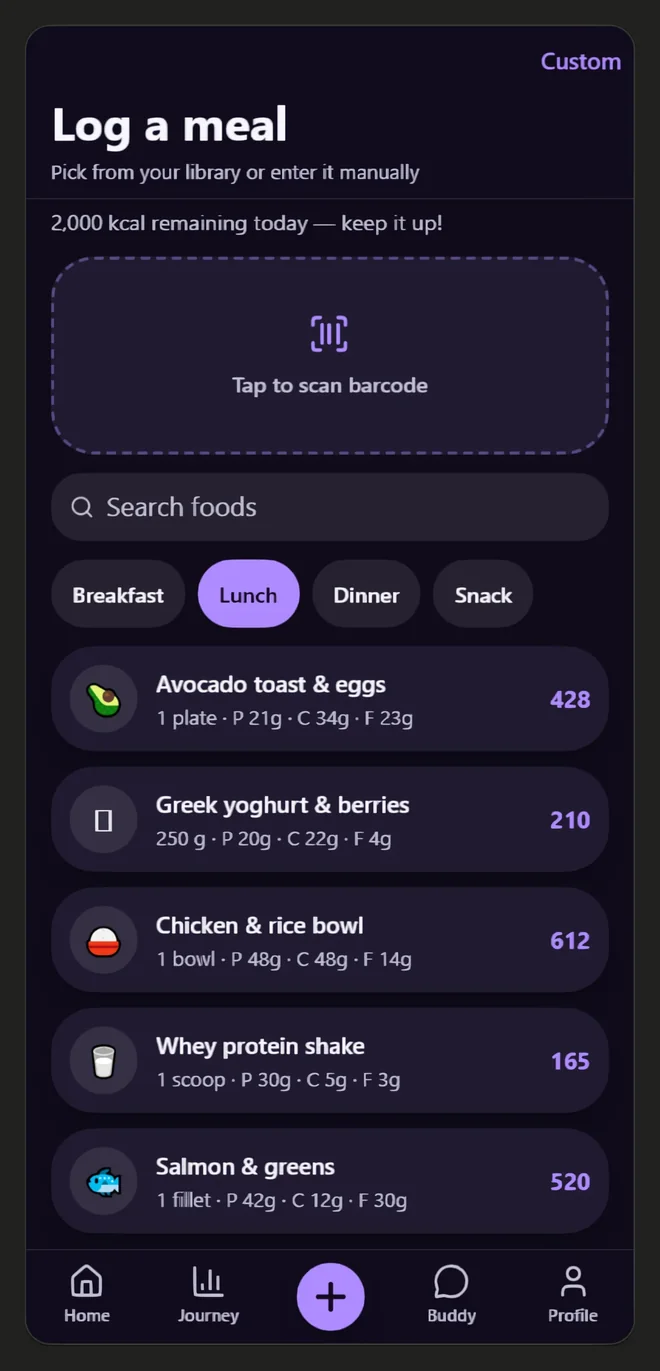 Custom
Log a meal
Pick from your library or enter it manually
2,000 kcal remaining today — keep it up!
Tap to scan barcode
Search foods
Breakfast
Lunch
Dinner
Snack
Avocado toast & eggs
1 plate · P 21g · C 34g · F 23g
428
Greek yoghurt & berries
250 g · P 20g · C 22g · F 4g
210
Chicken & rice bowl
1 bowl · P 48g · C 48g · F 14g
612
Whey protein shake
1 scoop · P 30g · C 5g · F 3g
165
Salmon & greens
1 fillet · P 42g · C 12g · F 30g
520
Home
Journey
Buddy
Profile